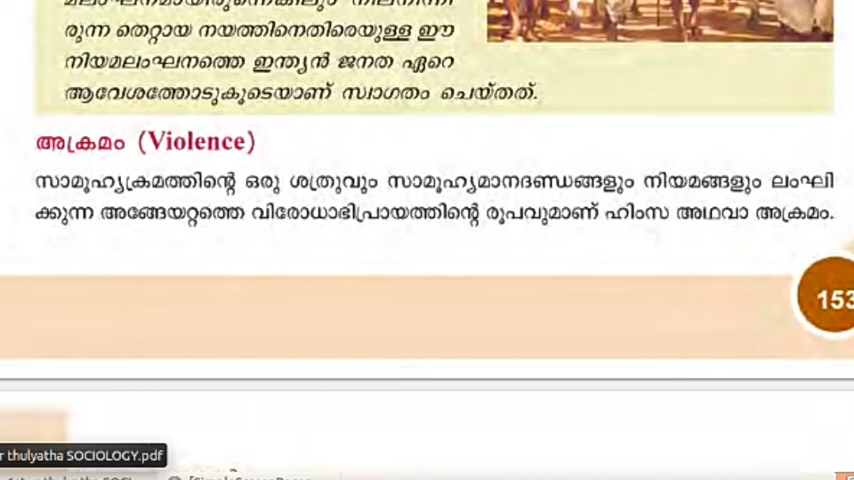 രുന്ന തെറ്റായ നയത്തിനെതിരെയുള്ള ഈ
നിയമലംഘനത്തെ ഇന്ത്യൻ ജനത ഏറെ
ആവേശത്തോടുകൂടെയാണ് സ്വാഗതം ചെയ്തത്.
അക്രമം (Violence)
സാമൂഹ്യക്രമത്തിന്റെ ഒരു ശത്രുവും സാമൂഹ്യമാനദണ്ഡങ്ങളും നിയമങ്ങളും ലംഘി
ക്കുന്ന അങ്ങേയറ്റത്തെ വിരോധാഭിപ്രായത്തിന്റെ രൂപവുമാണ് ഹിംസ അഥവാ അക്രമം.
153
r thulyatha SOCIOLOGY.pdf